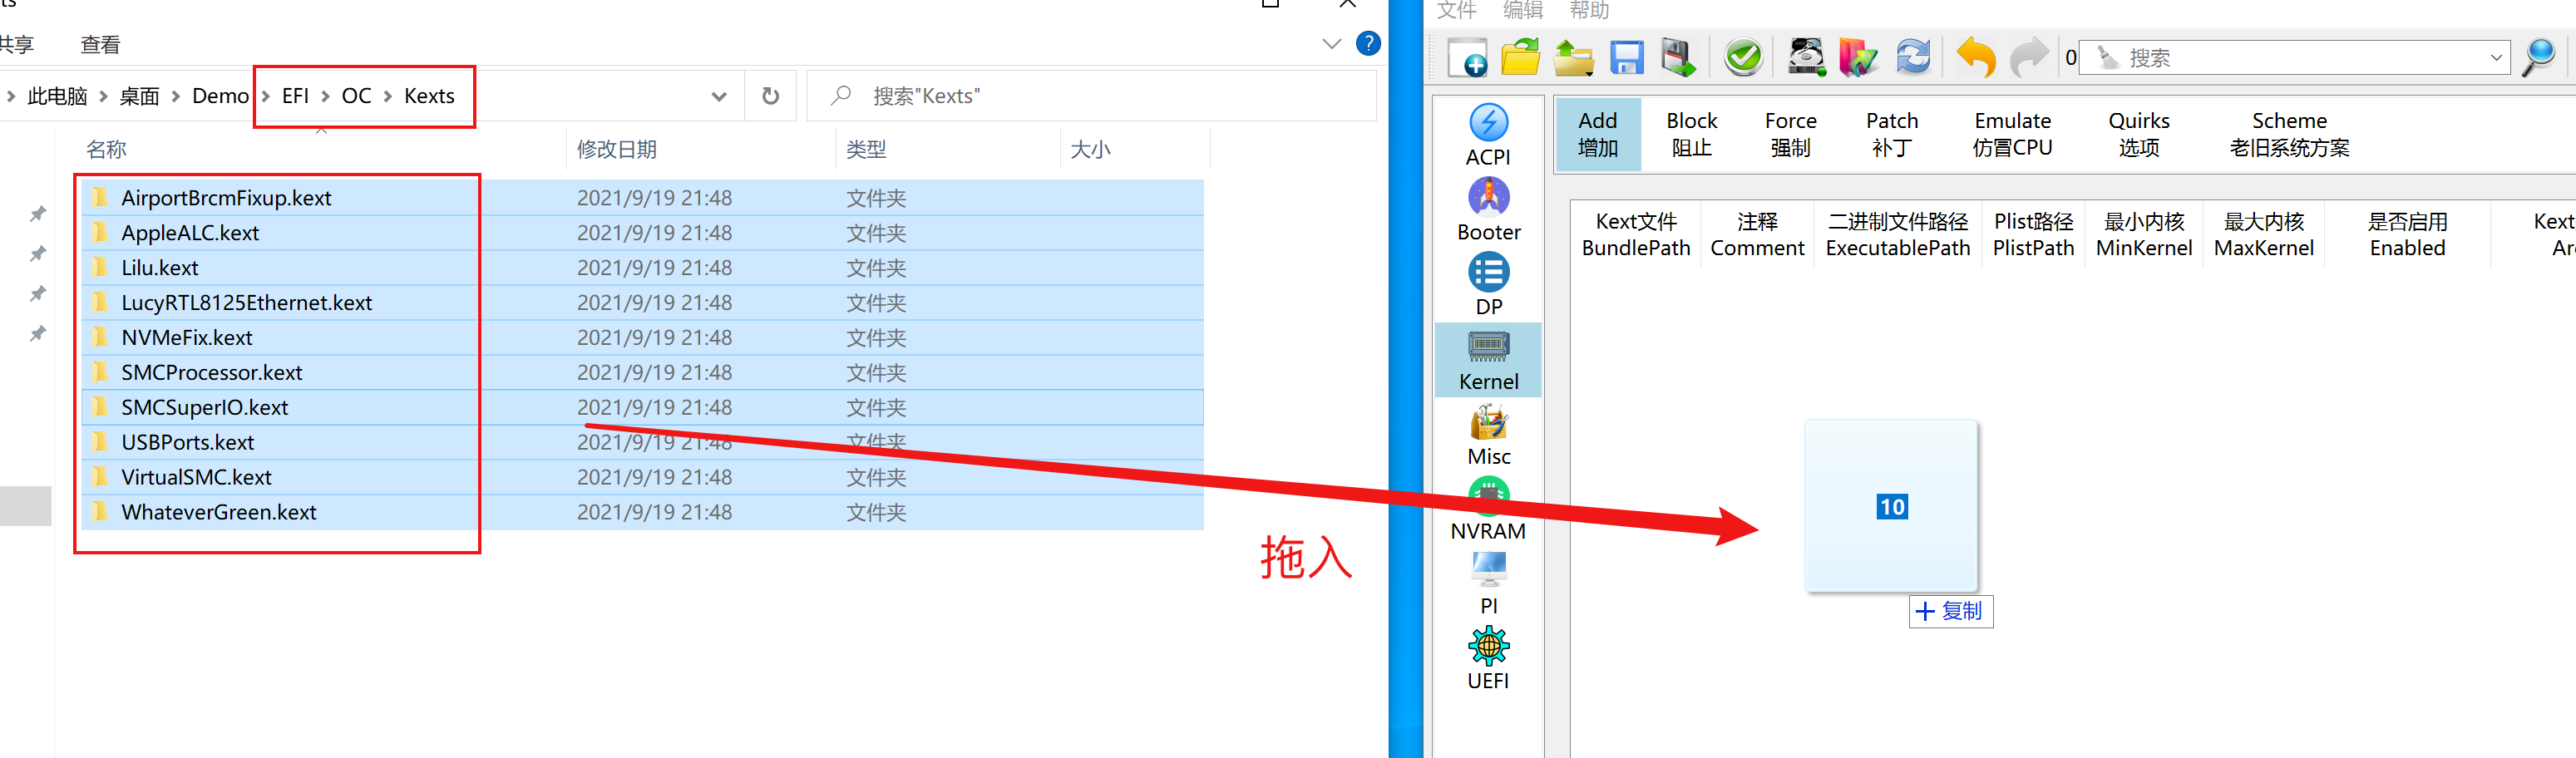 共享 查看
此电脑 桌面 Demo EFI OC Kexts
搜索"Kexts"
名称 修改日期 类型 大小
AirportBrcmFixup.kext 2021/9/19 21:48 文件夹
AppleALC.kext 2021/9/19 21:48 文件夹
Lilu.kext 2021/9/19 21:48 文件夹
LucyRTL8125Ethernet.kext 2021/9/19 21:48 文件夹
NVMeFix.kext 2021/9/19 21:48 文件夹
SMCProcessor.kext 2021/9/19 21:48 文件夹
SMCSuperIO.kext 2021/9/19 21:48 文件夹
USBPorts.kext 2021/9/19 21:48 文件夹
VirtualSMC.kext 2021/9/19 21:48 文件夹
WhateverGreen.kext 2021/9/19 21:48 文件夹
拖入
文件 编辑 帮助
0 搜索
ACPI
Booter
DP
Kernel
Misc
NVRAM
PI
UEFI
Add Block Force Patch Emulate Quirks Scheme
增加 阻止 强制 补丁 仿冒CPU 选项 老旧系统方案
Kext文件 注释 二进制文件路径 Plist路径 最小内核 最大内核 是否启用 Kext
BundlePath Comment ExecutablePath PlistPath MinKernel MaxKernel Enabled
10
复制